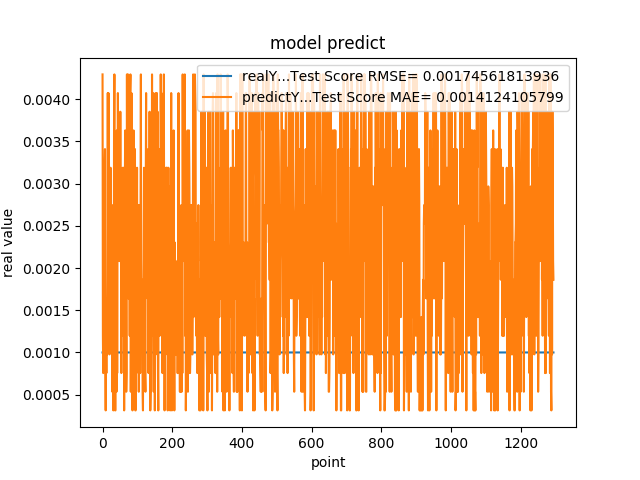 model predict
realY...Test Score RMSE= 0.00174561813936
predictY...Test Score MAE= 0.0014124105799
0.0040
0.0035
0.0030
0.0025
0.0020
0.0015
0.0010
0.0005
real value
0 200 400 600 800 1000 1200
point